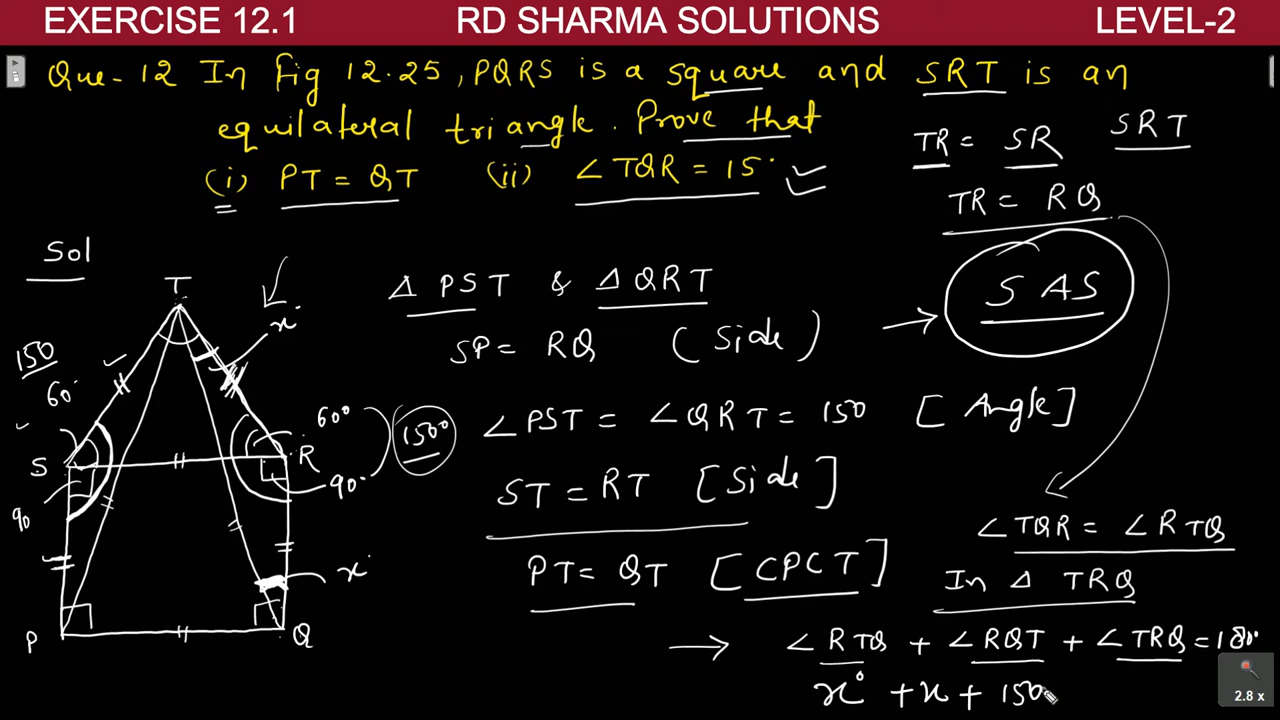 EXERCISE 12.1 RD SHARMA SOLUTIONS LEVEL-2
Que-12 In Fig 12.25, PQRS is a square and SRT is an
equilateral triangle. Prove that
(i) PT = QT (ii) ∠TQR = 15°
TR = SR SRT
TR = RQ
SAS
Sol
T
x°
150
60°
S
90
P
60°
R
150°
90°
x°
Q
Δ PST & Δ QRT
SP = RQ (Side)
∠PST = ∠QRT = 150 [Angle]
ST = RT [Side]
PT = QT [CPCT]
∠TQR = ∠RTQ
In Δ TRQ
∠RTQ + ∠RQT + ∠TRQ = 180°
x° + x + 150
2.8 x